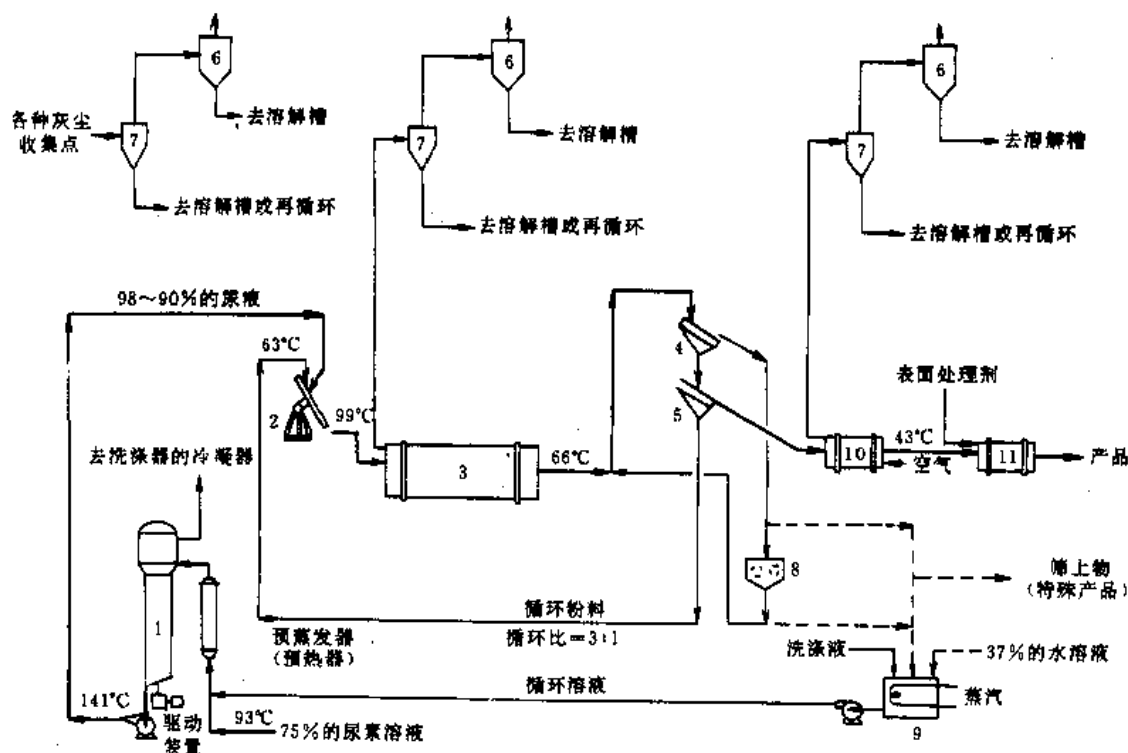 6
6
6
去溶解槽
去溶解槽
去溶解槽
各种灰尘
收集点
7
7
7
去溶解槽或再循环
去溶解槽或再循环
去溶解槽或再循环
98～90%的尿液
63°C
2
99°C
4
5
表面处理剂
去洗涤器的冷凝器
3
66°C
10
43°C
空气
11
产品
8
筛上物
(特殊产品)
1
预蒸发器
(预热器)
循环粉料
循环比=3:1
洗涤液
37%的水溶液
循环溶液
蒸汽
9
141°C
驱动
装置
93°C
75%的尿素溶液